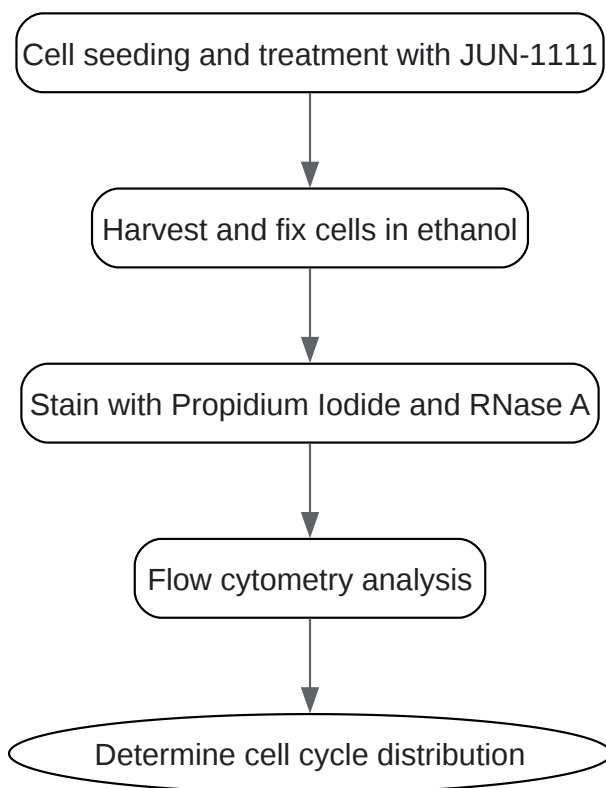 Cell seeding and treatment with JUN-1111
Harvest and fix cells in ethanol
Stain with Propidium Iodide and RNase A
Flow cytometry analysis
Determine cell cycle distribution